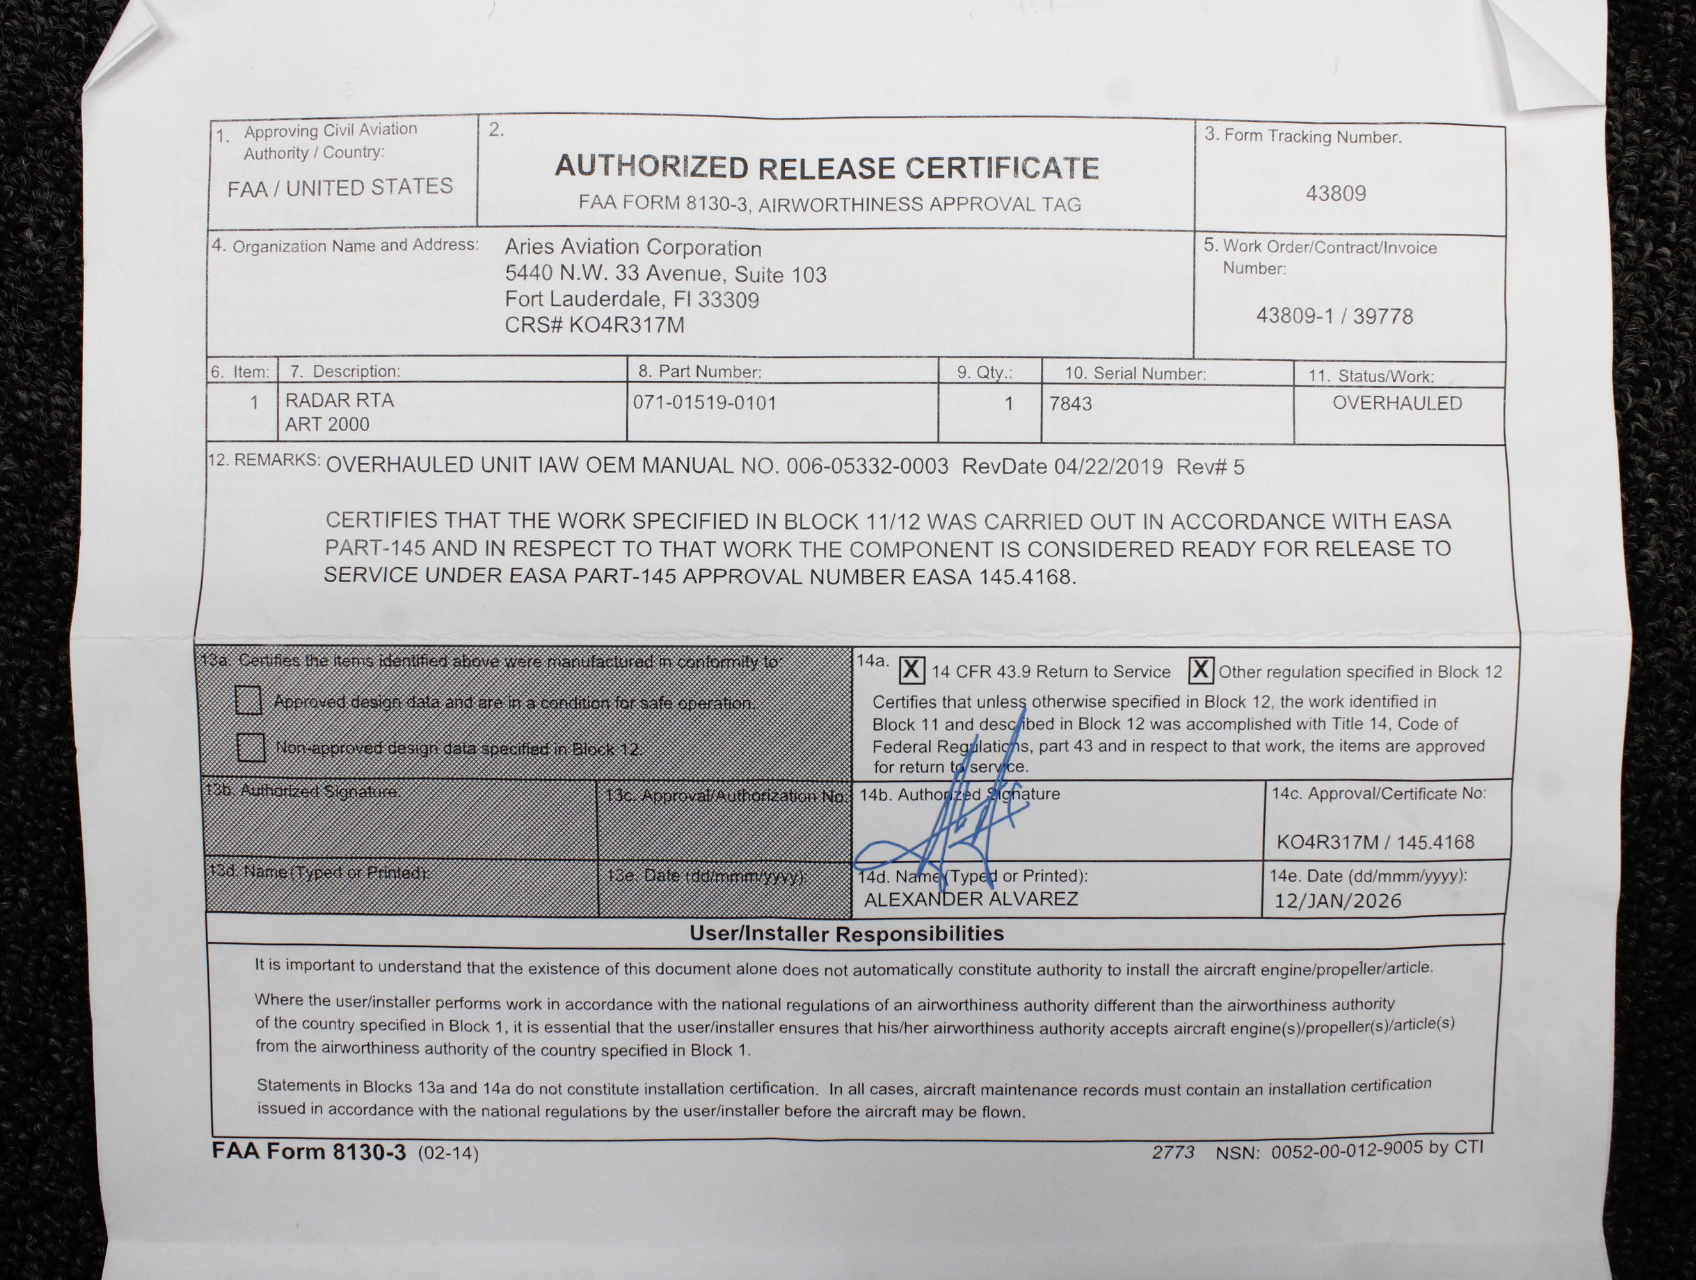 1. Approving Civil Aviation
Authority / Country:
FAA / UNITED STATES
2.
AUTHORIZED RELEASE CERTIFICATE
FAA FORM 8130-3, AIRWORTHINESS APPROVAL TAG
3. Form Tracking Number.
43809
4. Organization Name and Address:
Aries Aviation Corporation
5440 N.W. 33 Avenue, Suite 103
Fort Lauderdale, Fl 33309
CRS# KO4R317M
5. Work Order/Contract/Invoice
Number:
43809-1 / 39778
6. Item: 7. Description: 8. Part Number: 9. Qty.: 10. Serial Number: 11. Status/Work:
1 RADAR RTA 071-01519-0101 1 7843 OVERHAULED
ART 2000
12. REMARKS: OVERHAULED UNIT IAW OEM MANUAL NO. 006-05332-0003 RevDate 04/22/2019 Rev# 5
CERTIFIES THAT THE WORK SPECIFIED IN BLOCK 11/12 WAS CARRIED OUT IN ACCORDANCE WITH EASA
PART-145 AND IN RESPECT TO THAT WORK THE COMPONENT IS CONSIDERED READY FOR RELEASE TO
SERVICE UNDER EASA PART-145 APPROVAL NUMBER EASA 145.4168.
13a. Certifies the items identified above were manufactured in conformity to:
Approved design data and are in a condition for safe operation.
Non-approved design data specified in Block 12.
13b. Authorized Signature. 13c. Approval/Authorization No.
13d. Name(Typed or Printed): 13e. Date (dd/mmm/yyyy):
14a. X 14 CFR 43.9 Return to Service X Other regulation specified in Block 12
Certifies that unless otherwise specified in Block 12, the work identified in
Block 11 and described in Block 12 was accomplished with Title 14, Code of
Federal Regulations, part 43 and in respect to that work, the items are approved
for return to service.
14b. Authorized Signature
14c. Approval/Certificate No:
KO4R317M / 145.4168
14d. Name(Typed or Printed):
ALEXANDER ALVAREZ
14e. Date (dd/mmm/yyyy):
12/JAN/2026
User/Installer Responsibilities
It is important to understand that the existence of this document alone does not automatically constitute authority to install the aircraft engine/propeller/article.
Where the user/installer performs work in accordance with the national regulations of an airworthiness authority different than the airworthiness authority
of the country specified in Block 1, it is essential that the user/installer ensures that his/her airworthiness authority accepts aircraft engine(s)/propeller(s)/article(s)
from the airworthiness authority of the country specified in Block 1.
Statements in Blocks 13a and 14a do not constitute installation certification. In all cases, aircraft maintenance records must contain an installation certification
issued in accordance with the national regulations by the user/installer before the aircraft may be flown.
FAA Form 8130-3 (02-14)
2773 NSN: 0052-00-012-9005 by CTI